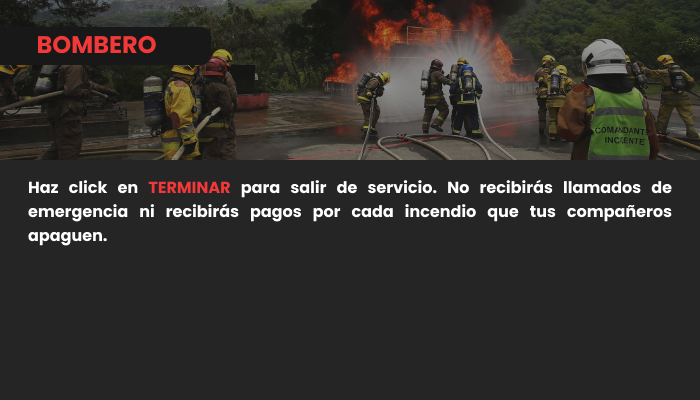 BOMBERO
COMANDANTE
INCIDENTE
Haz click en TERMINAR para salir de servicio. No recibirás llamados de
emergencia ni recibirás pagos por cada incendio que tus compañeros
apaguen.